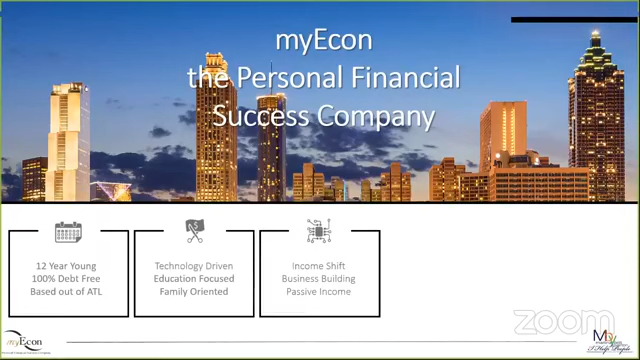 myEcon
the Personal Financial
Success Company
12 Year Young
100% Debt Free
Based out of ATL
Technology Driven
Education Focused
Family Oriented
Income Shift
Business Building
Passive Income
myEcon
zoom